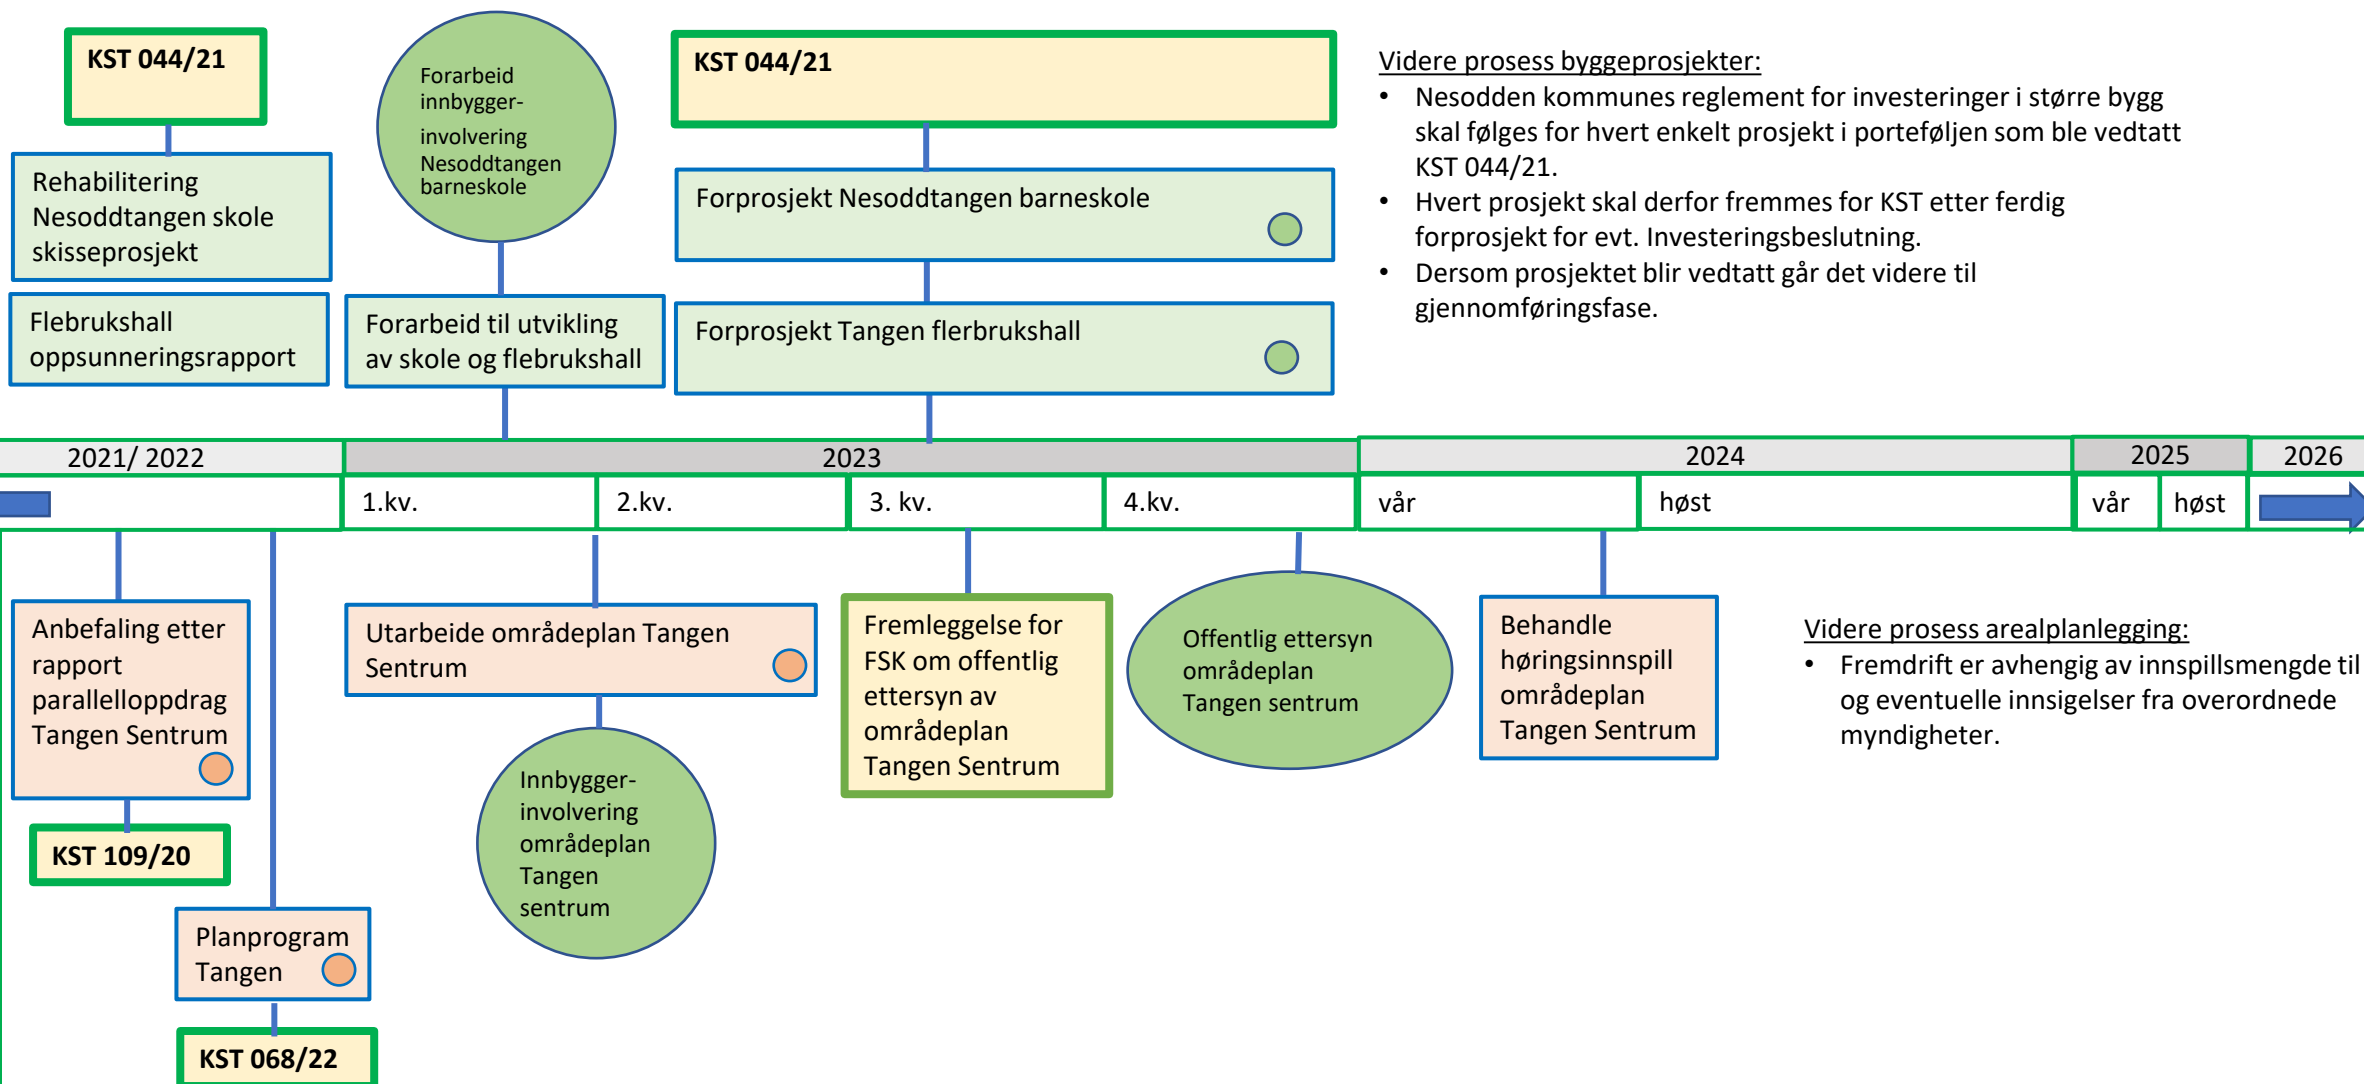 KST 044/21
Rehabilitering
Nesoddtangen skole
skisseprosjekt
Flebrukshall
oppsunneringsrapport
Forarbeid
innbygger-
involvering
Nesoddtangen
barneskole
Forarbeid til utvikling
av skole og flebrukshall
KST 044/21
Forprosjekt Nesoddtangen barneskole
Forprosjekt Tangen flerbrukshall
Videre prosess byggeprosjekter:
• Nesodden kommunes reglement for investeringer i større bygg
skal følges for hvert enkelt prosjekt i porteføljen som ble vedtatt
KST 044/21.
• Hvert prosjekt skal derfor fremmes for KST etter ferdig
forprosjekt for evt. Investeringsbeslutning.
• Dersom prosjektet blir vedtatt går det videre til
gjennomføringsfase.
2021/ 2022
2023
2024
2025
2026
1.kv.
2.kv.
3. kv.
4.kv.
vår
høst
vår
høst
Anbefaling etter
rapport
parallelloppdrag
Tangen Sentrum
KST 109/20
Planprogram
Tangen
KST 068/22
Utarbeide områdeplan Tangen
Sentrum
Innbygger-
involvering
områdeplan
Tangen
sentrum
Fremleggelse for
FSK om offentlig
ettersyn av
områdeplan
Tangen Sentrum
Offentlig ettersyn
områdeplan
Tangen sentrum
Behandle
høringsinnspill
områdeplan
Tangen Sentrum
Videre prosess arealplanlegging:
• Fremdrift er avhengig av innspillsmengde til
og eventuelle innsigelser fra overordnede
myndigheter.